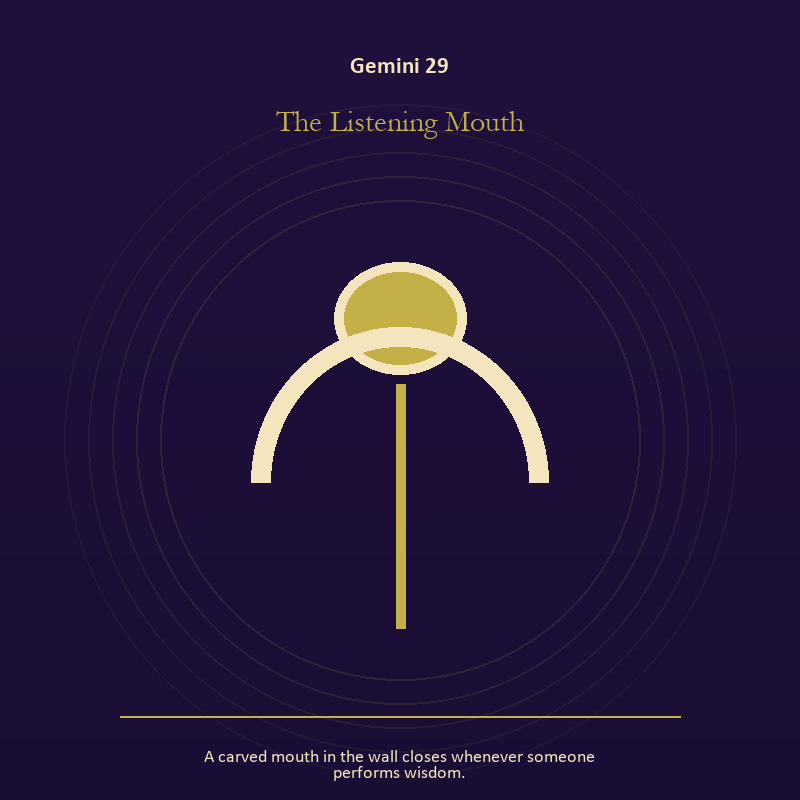 Gemini 29
The Listening Mouth
A carved mouth in the wall closes whenever someone
performs wisdom.